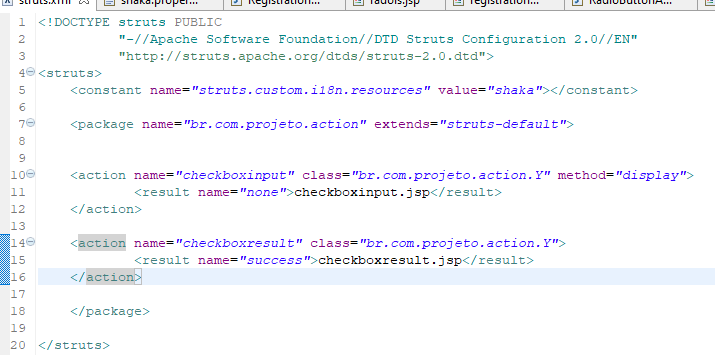 struts.xml shaka.proper... Registration... radois.jsp registration... RadioButtonA...
1 <!DOCTYPE struts PUBLIC
2 "-//Apache Software Foundation//DTD Struts Configuration 2.0//EN"
3 "http://struts.apache.org/dtds/struts-2.0.dtd">
4 <struts>
5 <constant name="struts.custom.i18n.resources" value="shaka"></constant>
6
7 <package name="br.com.projeto.action" extends="struts-default">
8
9
10 <action name="checkboxinput" class="br.com.projeto.action.Y" method="display">
11 <result name="none">checkboxinput.jsp</result>
12 </action>
13
14 <action name="checkboxresult" class="br.com.projeto.action.Y">
15 <result name="success">checkboxresult.jsp</result>
16 </action>
17
18 </package>
19
20 </struts>